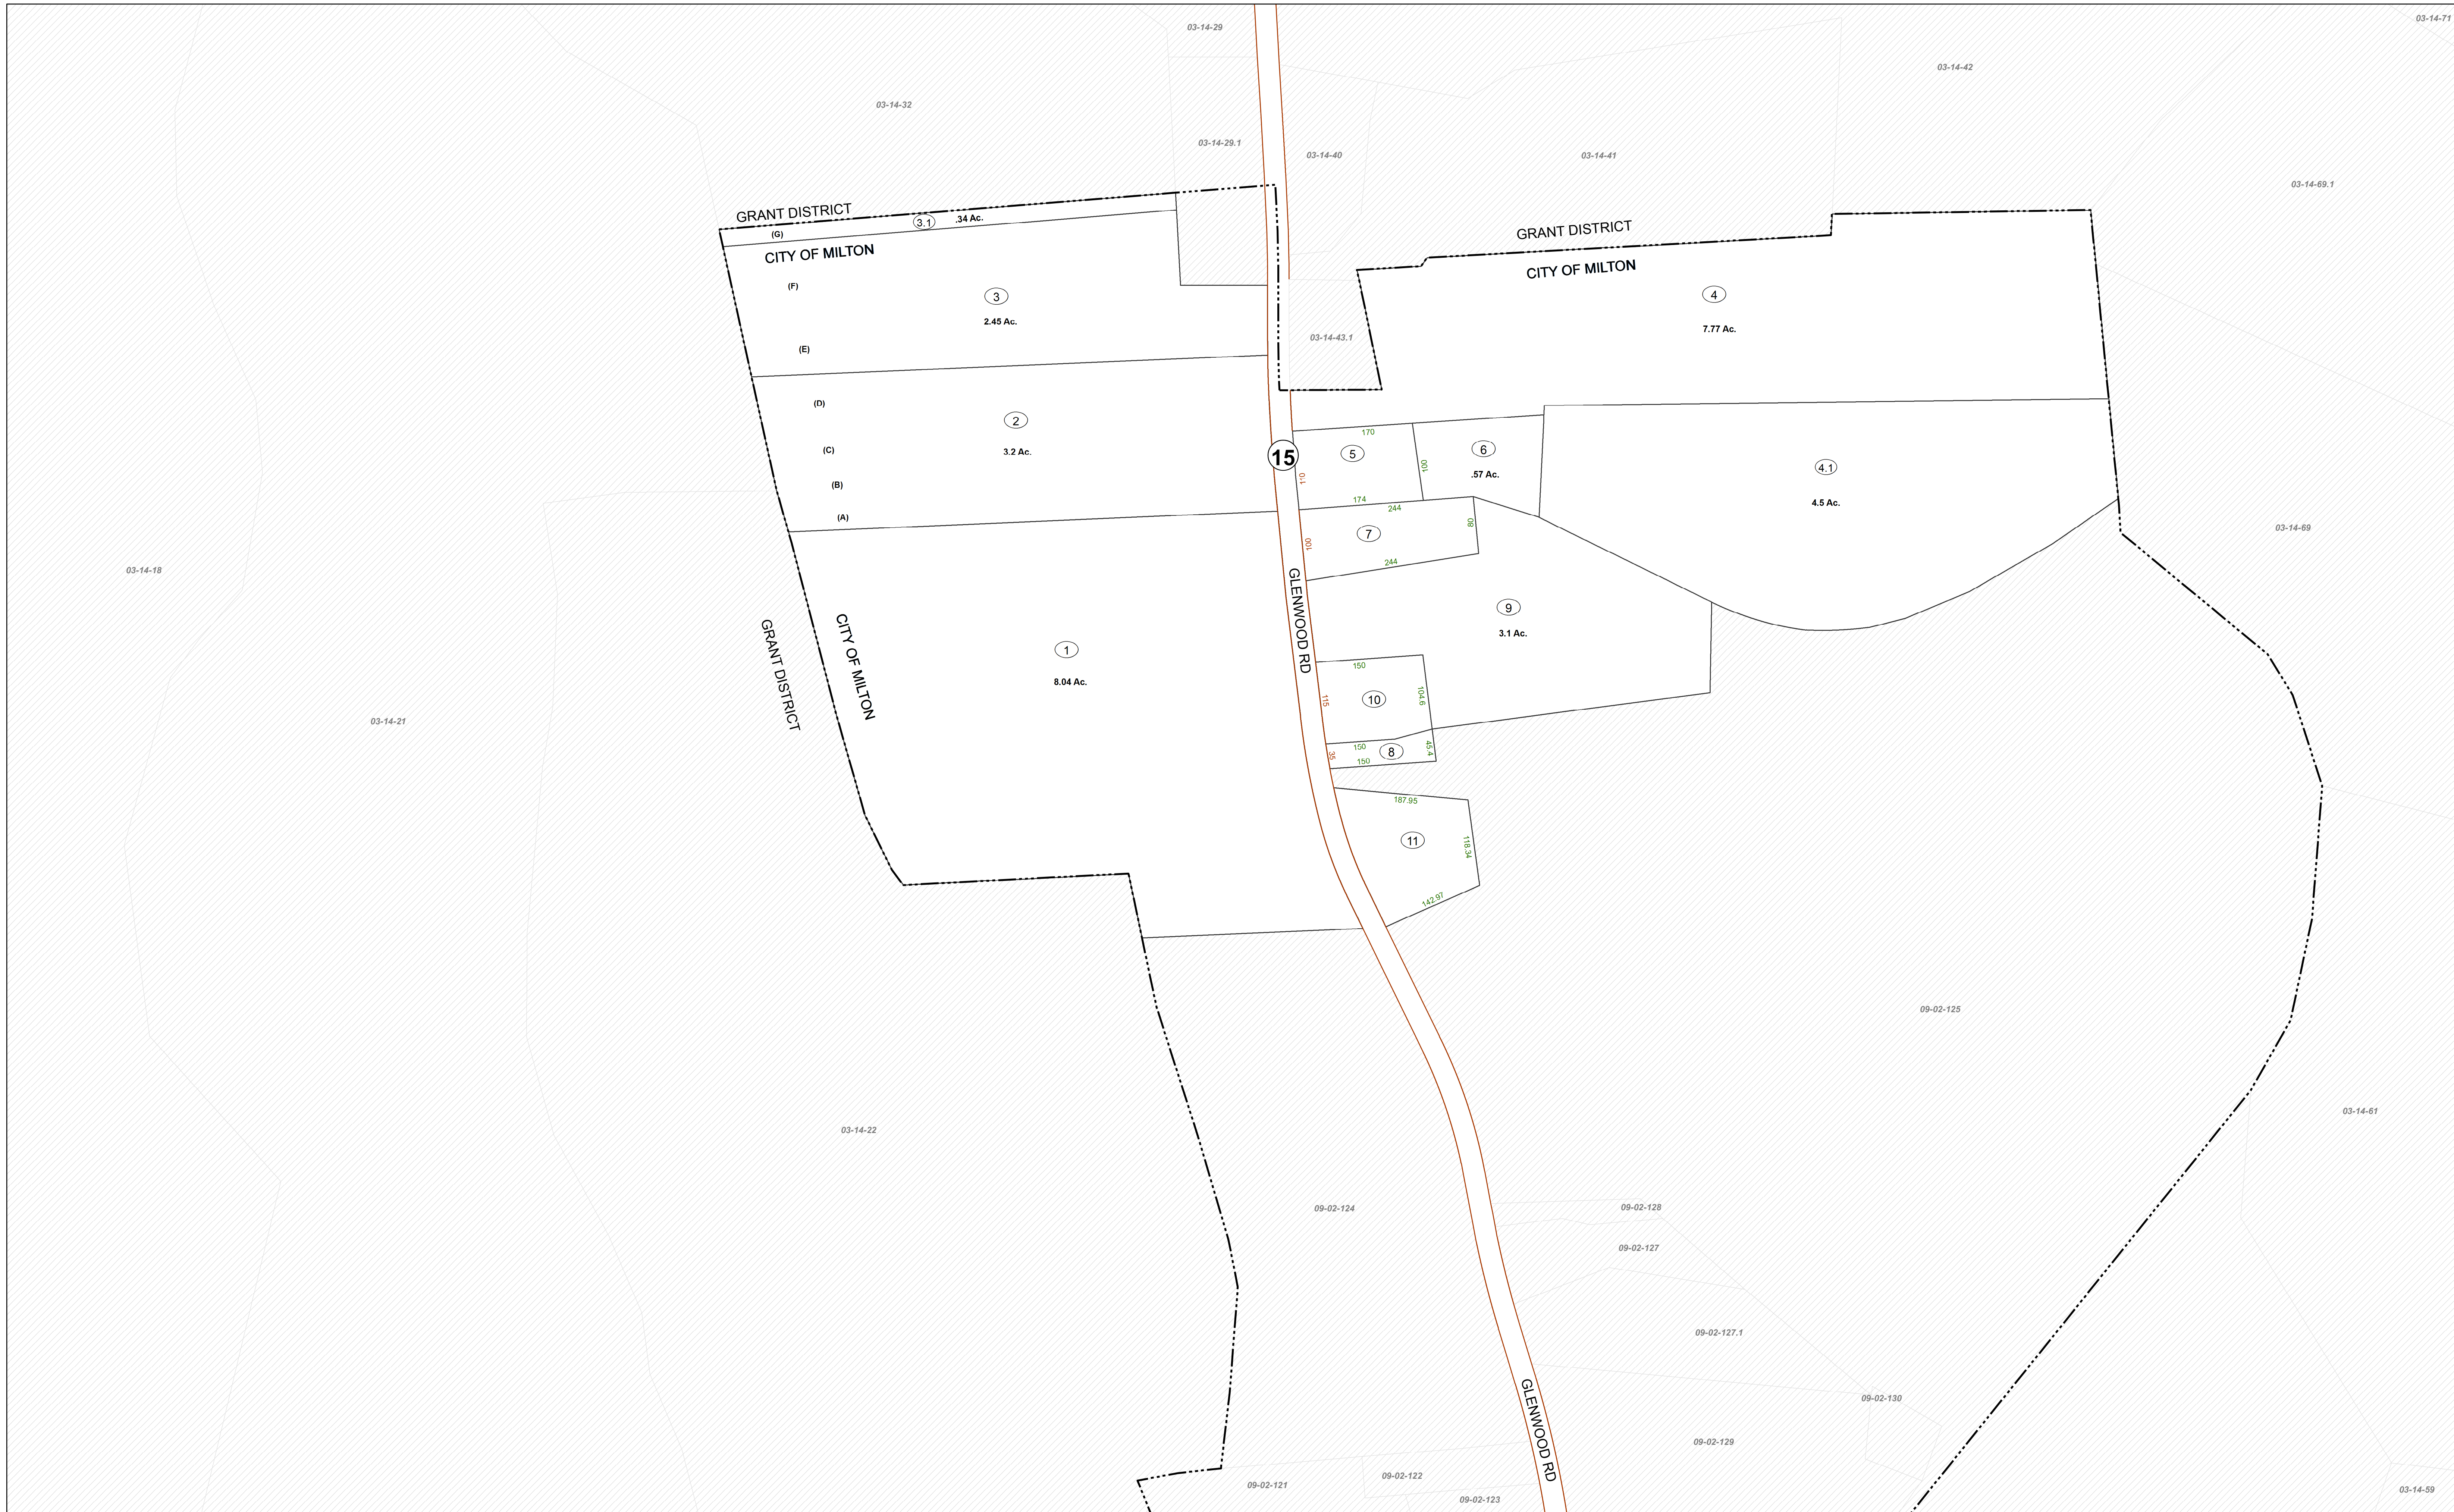 03-14-71
03-14-29
03-14-42
03-14-32
03-14-29.1
03-14-40
03-14-41
03-14-69.1
GRANT DISTRICT
3.1
.34 Ac.
(G)
CITY OF MILTON
GRANT DISTRICT
CITY OF MILTON
(F)
3
2.45 Ac.
4
7.77 Ac.
03-14-43.1
(E)
(D)
2
3.2 Ac.
(C)
(B)
(A)
15
170
5
110
174
100
6
.57 Ac.
4.1
4.5 Ac.
244
7
80
100
244
03-14-69
03-14-18
GLENWOOD RD
9
3.1 Ac.
CITY OF MILTON
GRANT DISTRICT
1
8.04 Ac.
150
115
10
104.6
03-14-21
150
8
45.4
35
150
187.95
11
118.34
142.97
09-02-125
03-14-61
03-14-22
09-02-124
09-02-128
09-02-127
09-02-127.1
09-02-130
GLENWOOD RD
09-02-129
09-02-122
09-02-121
09-02-123
03-14-59